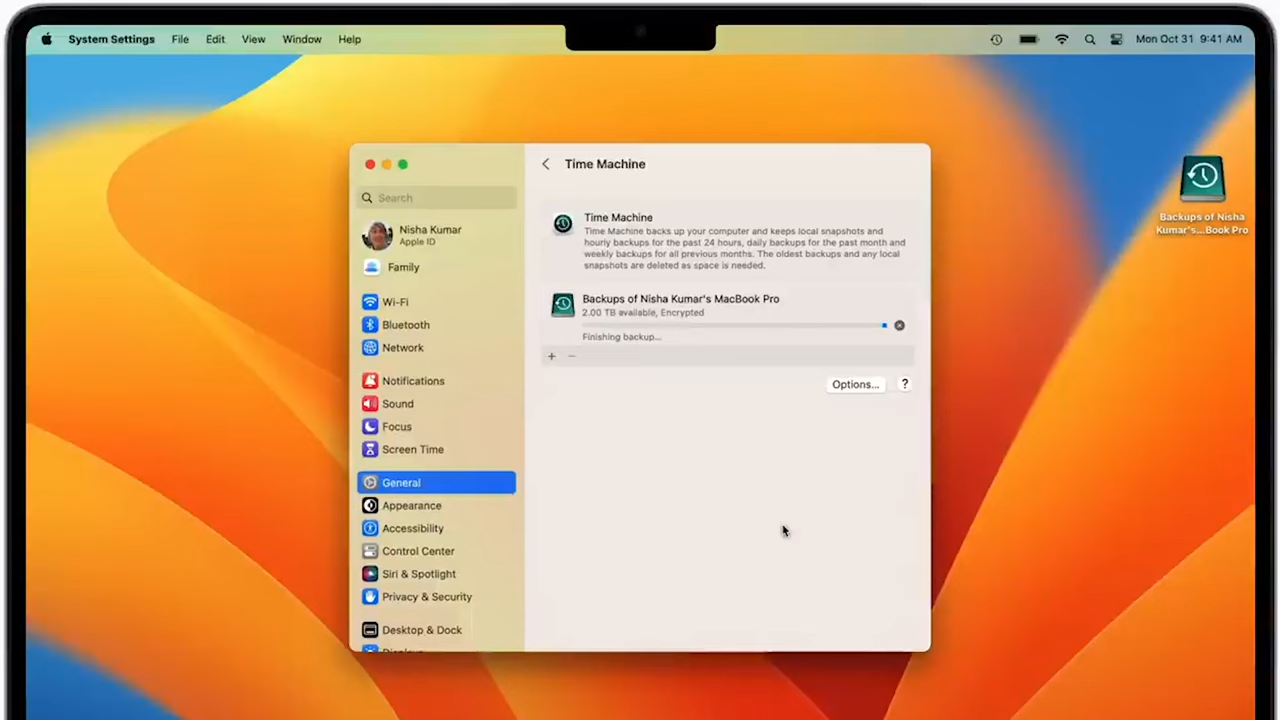 System Settings File Edit View Window Help Mon Oct 31 9:41 AM
Backups of Nisha
Kumar's...Book Pro
Search
Nisha Kumar
Apple ID
Family
Wi-Fi
Bluetooth
Network
Notifications
Sound
Focus
Screen Time
General
Appearance
Accessibility
Control Center
Siri & Spotlight
Privacy & Security
Desktop & Dock
Time Machine
Time Machine
Time Machine backs up your computer and keeps local snapshots and
hourly backups for the past 24 hours, daily backups for the past month and
weekly backups for all previous months. The oldest backups and any local
snapshots are deleted as space is needed.
Backups of Nisha Kumar's MacBook Pro
2.00 TB available, Encrypted
Finishing backup...
+ −
Options... ?